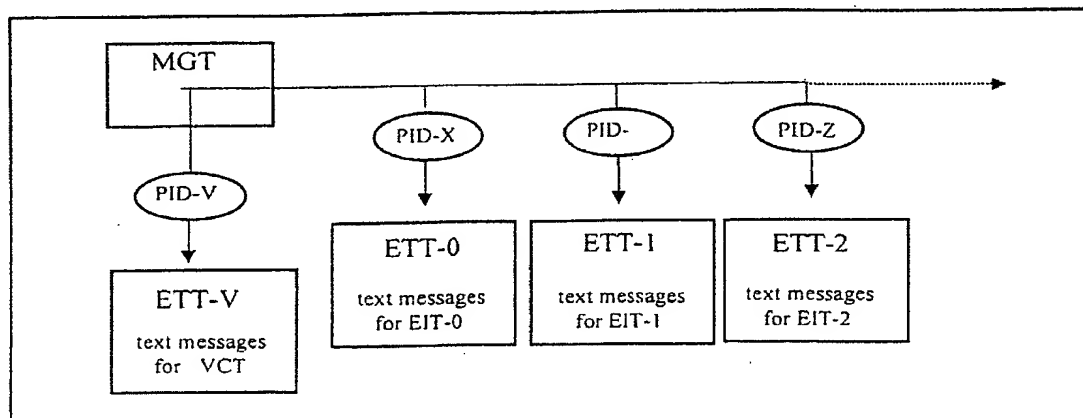 MGT
PID-X
PID-
PID-Z
PID-V
ETT-0
text messages
for EIT-0
ETT-1
text messages
for EIT-1
ETT-2
text messages
for EIT-2
ETT-V
text messages
for VCT